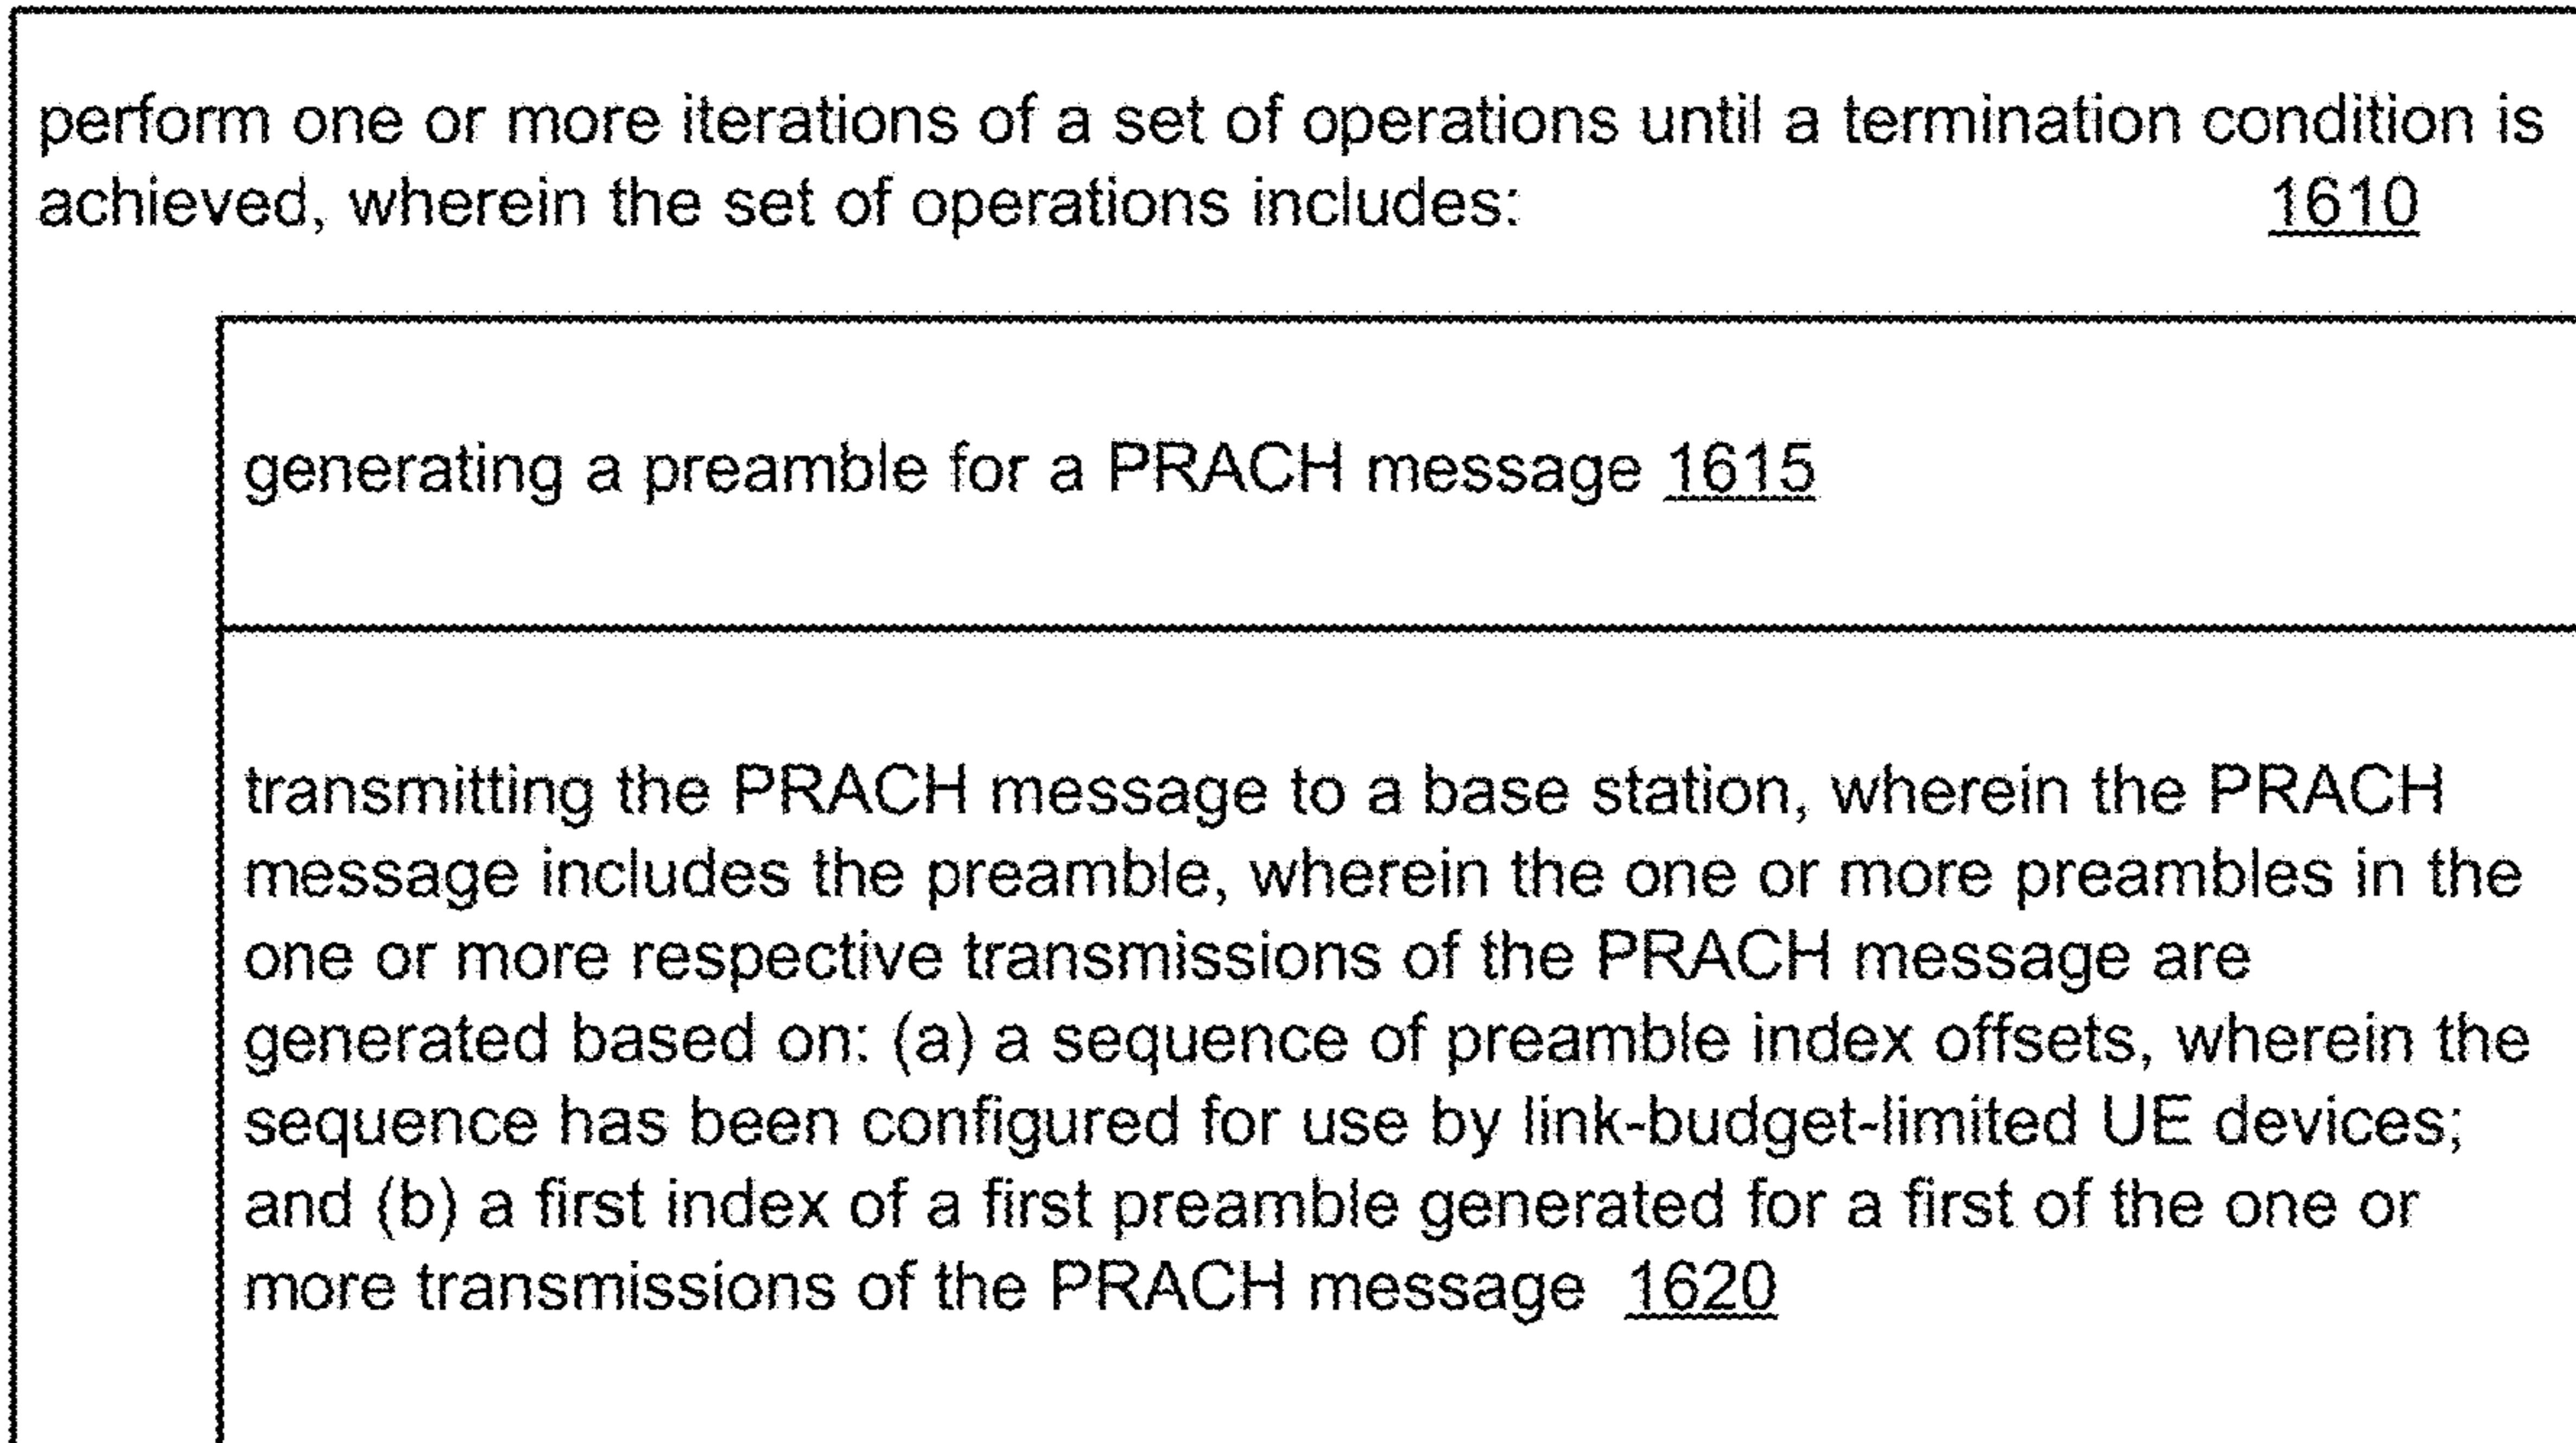 perform one or more iterations of a set of operations until a termination condition is
achieved, wherein the set of operations includes: 1610
generating a preamble for a PRACH message 1615
transmitting the PRACH message to a base station, wherein the PRACH
message includes the preamble, wherein the one or more preambles in the
one or more respective transmissions of the PRACH message are
generated based on: (a) a sequence of preamble index offsets, wherein the
sequence has been configured for use by link-budget-limited UE devices;
and (b) a first index of a first preamble generated for a first of the one or
more transmissions of the PRACH message 1620